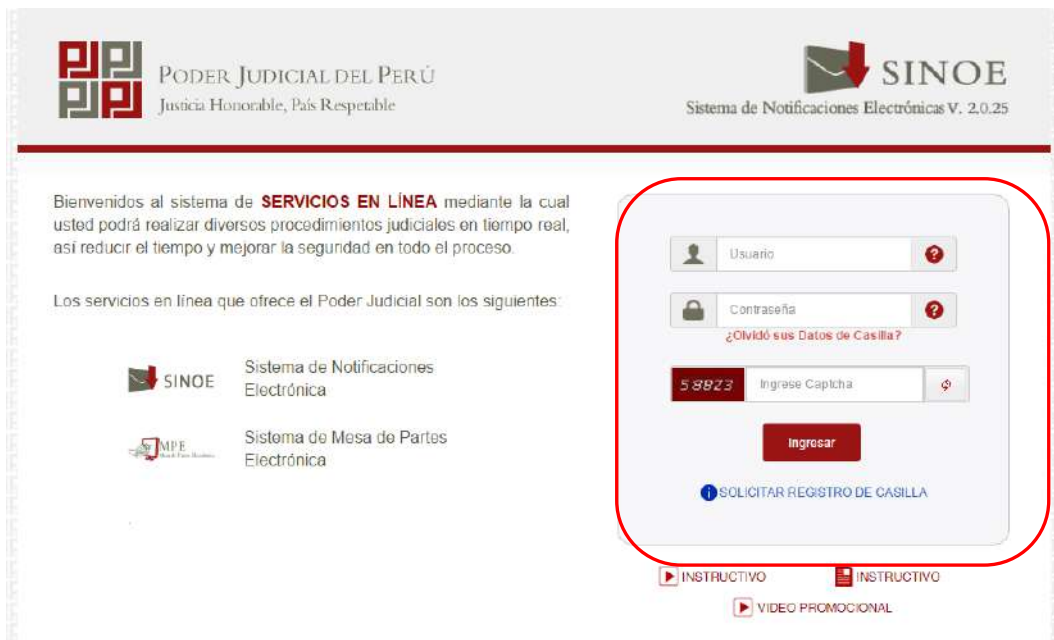 PODER JUDICIAL DEL PERÚ
Justicia Honorable, País Respetable
SINOE
Sistema de Notificaciones Electrónicas V. 2.0.25
Bienvenidos al sistema de SERVICIOS EN LÍNEA mediante la cual
usted podrá realizar diversos procedimientos judiciales en tiempo real,
así reducir el tiempo y mejorar la seguridad en todo el proceso.
Los servicios en línea que ofrece el Poder Judicial son los siguientes:
SINOE
Sistema de Notificaciones
Electrónica
MPE
Sistema de Mesa de Partes
Electrónica
Usuario
Contraseña
¿Olvidó sus Datos de Casilla?
588Z3
Ingrese Captcha
Ingresar
SOLICITAR REGISTRO DE CASILLA
INSTRUCTIVO
INSTRUCTIVO
VIDEO PROMOCIONAL